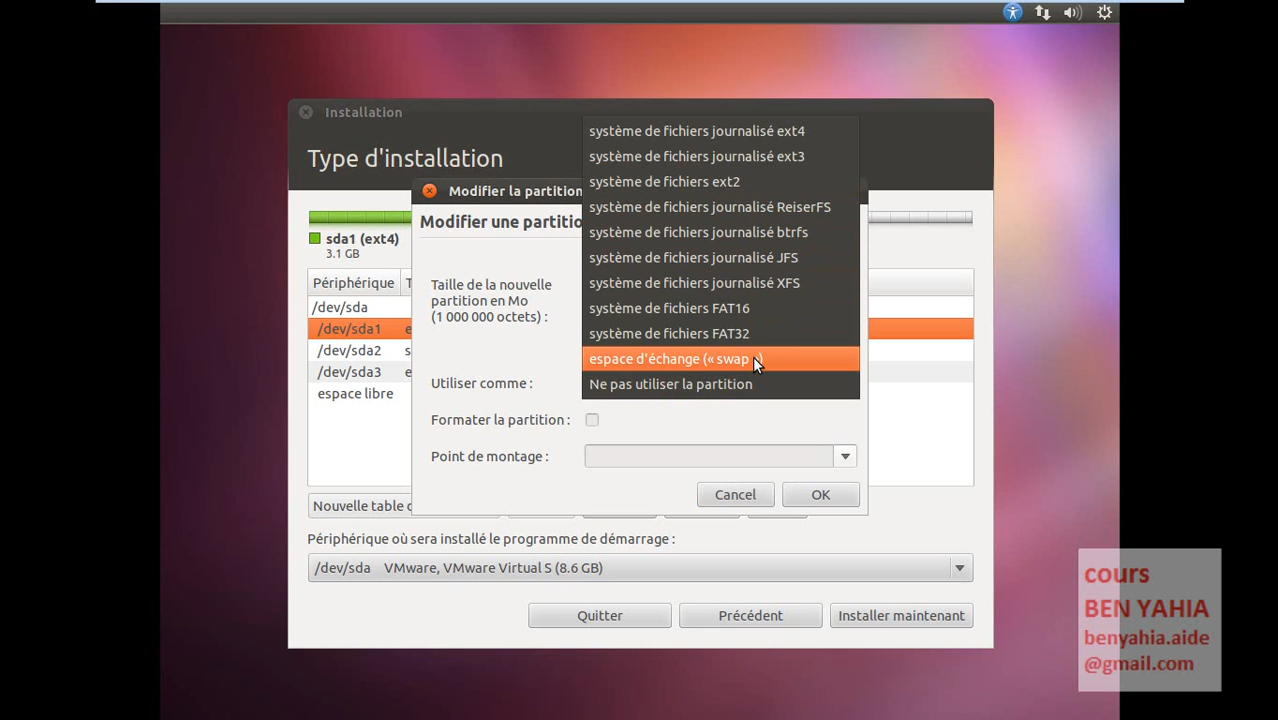 Installation
Type d'installation
sda1 (ext4)
3.1 GB
Périphérique
/dev/sda
/dev/sda1
/dev/sda2
/dev/sda3
espace libre
Modifier la partition
Modifier une partitio
Taille de la nouvelle
partition en Mo
(1 000 000 octets) :
Utiliser comme :
système de fichiers journalisé ext4
système de fichiers journalisé ext3
système de fichiers ext2
système de fichiers journalisé ReiserFS
système de fichiers journalisé btrfs
système de fichiers journalisé JFS
système de fichiers journalisé XFS
système de fichiers FAT16
système de fichiers FAT32
espace d'échange (« swap »)
Ne pas utiliser la partition
Formater la partition :
Point de montage :
Cancel
OK
Nouvelle table
Périphérique où sera installé le programme de démarrage :
/dev/sda VMware, VMware Virtual S (8.6 GB)
Quitter
Précédent
Installer maintenant
cours
BEN YAHIA
benyahia.aide
@gmail.com